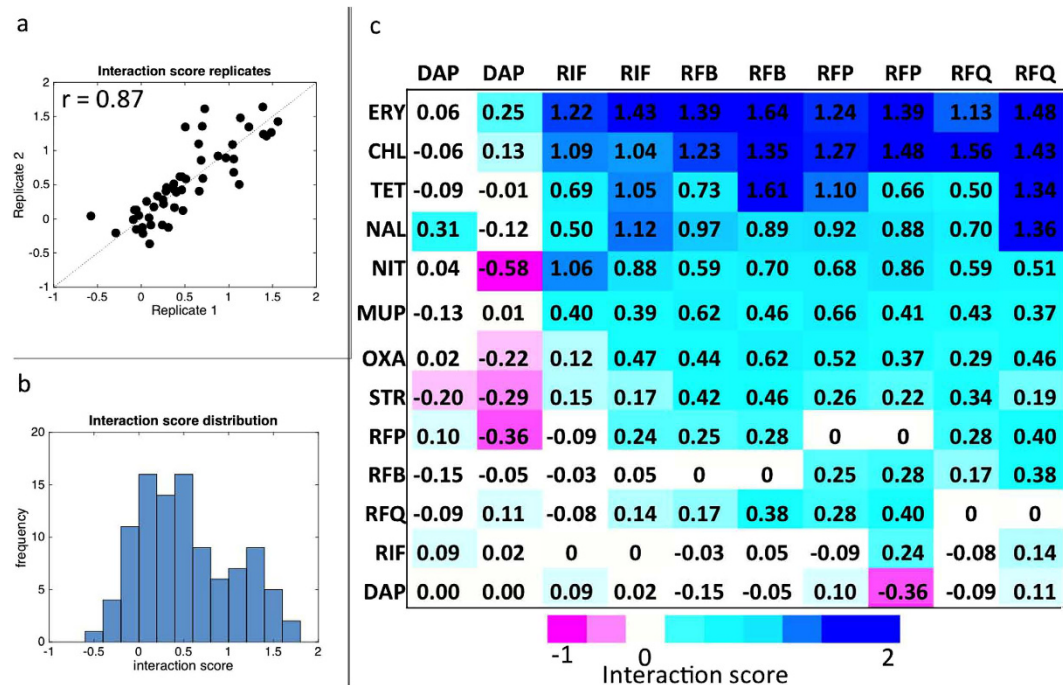 a
Interaction score replicates
r = 0.87
2
1.5
1
0.5
0
-0.5
-1
Replicate 2
-1 -0.5 0 0.5 1 1.5 2
Replicate 1
b
Interaction score distribution
20
15
10
5
0
frequency
-1 -0.5 0 0.5 1 1.5 2
interaction score
c
DAP DAP RIF RIF RFB RFB RFP RFP RFQ RFQ
ERY 0.06 0.25 1.22 1.43 1.39 1.64 1.24 1.39 1.13 1.48
CHL -0.06 0.13 1.09 1.04 1.23 1.35 1.27 1.48 1.56 1.43
TET -0.09 -0.01 0.69 1.05 0.73 1.61 1.10 0.66 0.50 1.34
NAL 0.31 -0.12 0.50 1.12 0.97 0.89 0.92 0.88 0.70 1.36
NIT 0.04 -0.58 1.06 0.88 0.59 0.70 0.68 0.86 0.59 0.51
MUP -0.13 0.01 0.40 0.39 0.62 0.46 0.66 0.41 0.43 0.37
OXA 0.02 -0.22 0.12 0.47 0.44 0.62 0.52 0.37 0.29 0.46
STR -0.20 -0.29 0.15 0.17 0.42 0.46 0.26 0.22 0.34 0.19
RFP 0.10 -0.36 -0.09 0.24 0.25 0.28 0 0 0.28 0.40
RFB -0.15 -0.05 -0.03 0.05 0 0 0.25 0.28 0.17 0.38
RFQ -0.09 0.11 -0.08 0.14 0.17 0.38 0.28 0.40 0 0
RIF 0.09 0.02 0 0 -0.03 0.05 -0.09 0.24 -0.08 0.14
DAP 0.00 0.00 0.09 0.02 -0.15 -0.05 0.10 -0.36 -0.09 0.11
-1 0 2
Interaction score